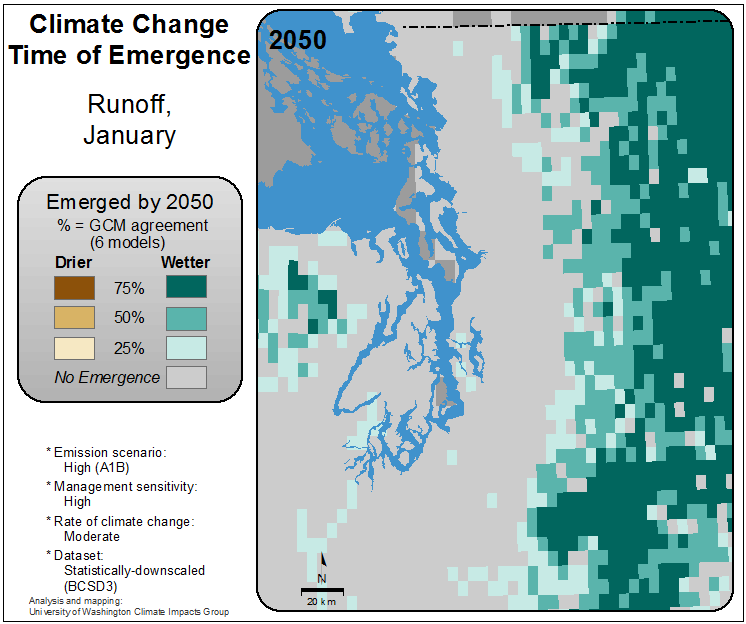 Climate Change
Time of Emergence
Runoff,
January
Emerged by 2050
% = GCM agreement
(6 models)
Drier Wetter
75%
50%
25%
No Emergence
* Emission scenario:
High (A1B)
* Management sensitivity:
High
* Rate of climate change:
Moderate
* Dataset:
Statistically-downscaled
(BCSD3)
Analysis and mapping:
University of Washington Climate Impacts Group
2050
N
20 km